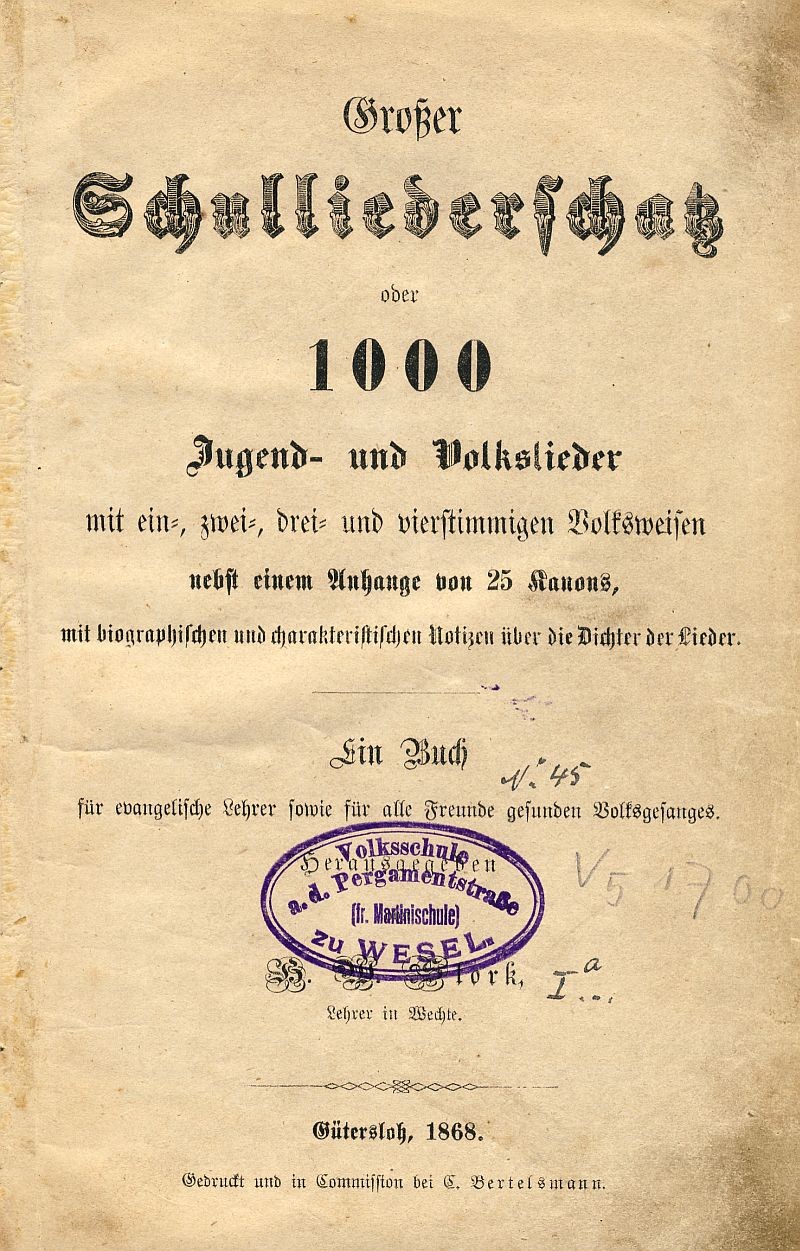 Großer
Schulliederschatz
oder
1000
Jugend- und Volkslieder
mit ein-, zwei-, drei- und vierstimmigen Volksweisen
nebst einem Anhange von 25 Kanons,
mit biographischen und charakteristischen Notizen über die Dichter der Lieder.
Ein Buch
No. 45
für evangelische Lehrer sowie für alle Freunde gesunden Volksgesanges.
Herausgegeben
Volksschule
a. d. Pergamentstraße
(fr. Martinischule)
zu WESEL.
V 5 1700
H. W. Stork,
I a
Lehrer in Wechte.
Gütersloh, 1868.
Gedruckt und in Commission bei C. Bertelsmann.